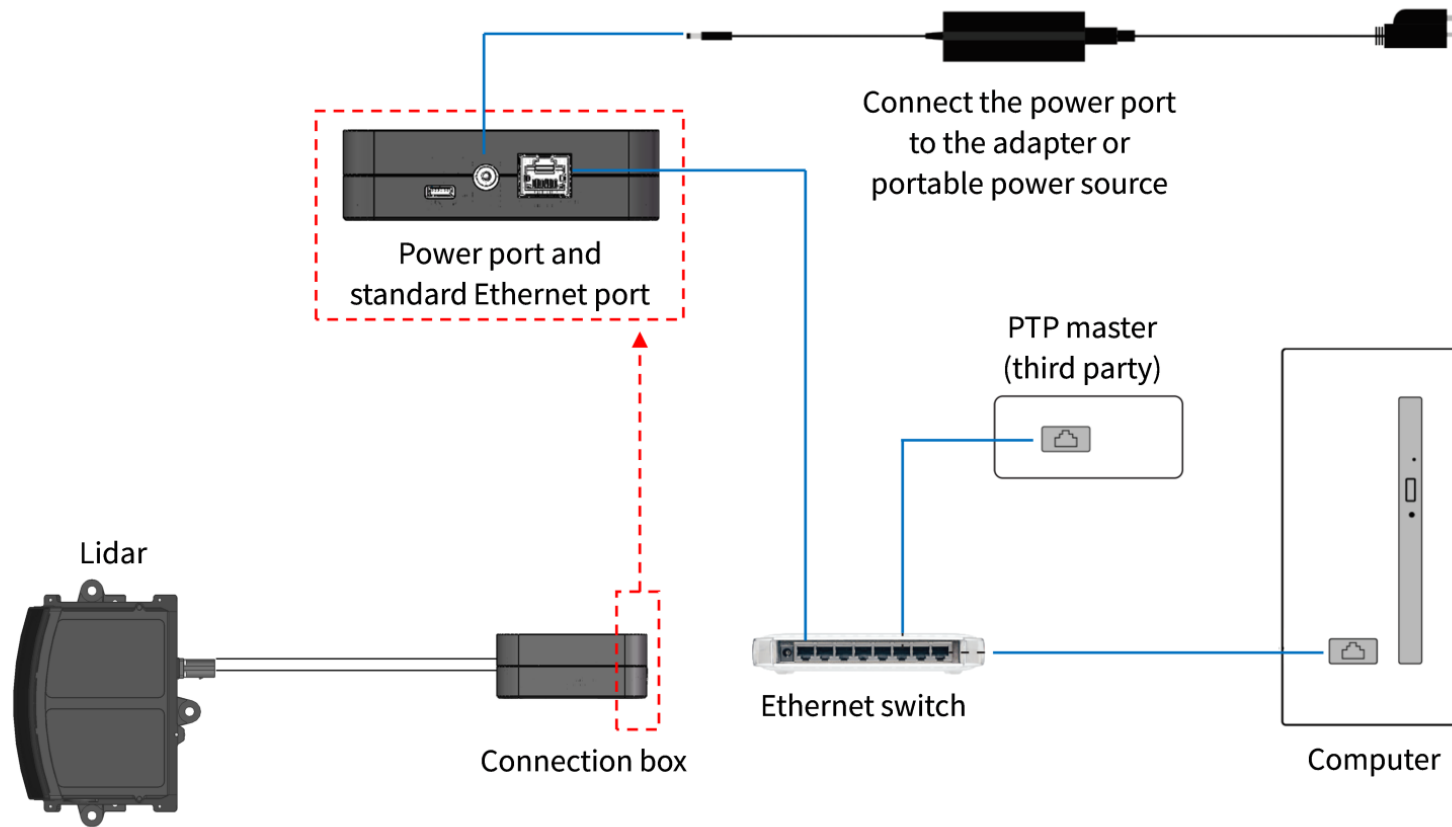 Connect the power port
to the adapter or
portable power source
Power port and
standard Ethernet port
PTP master
(third party)
Lidar
Ethernet switch
Connection box
Computer